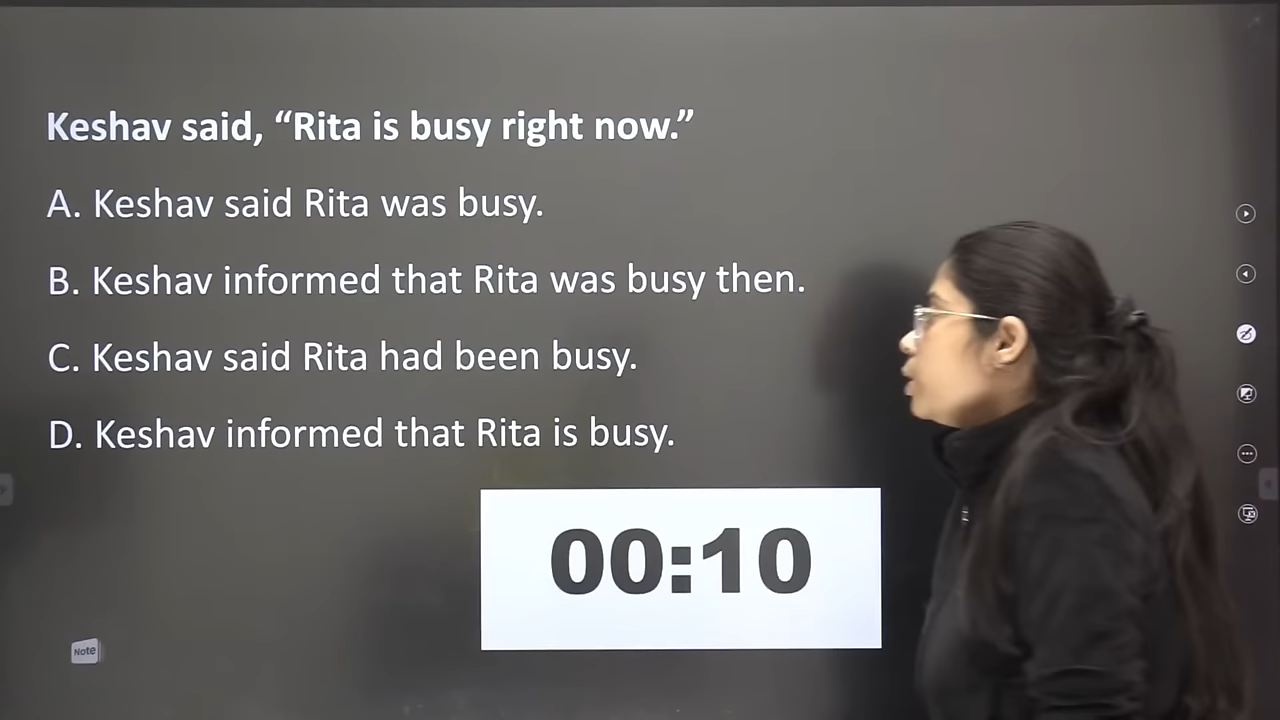 Keshav said, “Rita is busy right now.”
A. Keshav said Rita was busy.
B. Keshav informed that Rita was busy then.
C. Keshav said Rita had been busy.
D. Keshav informed that Rita is busy.
00:10
Note